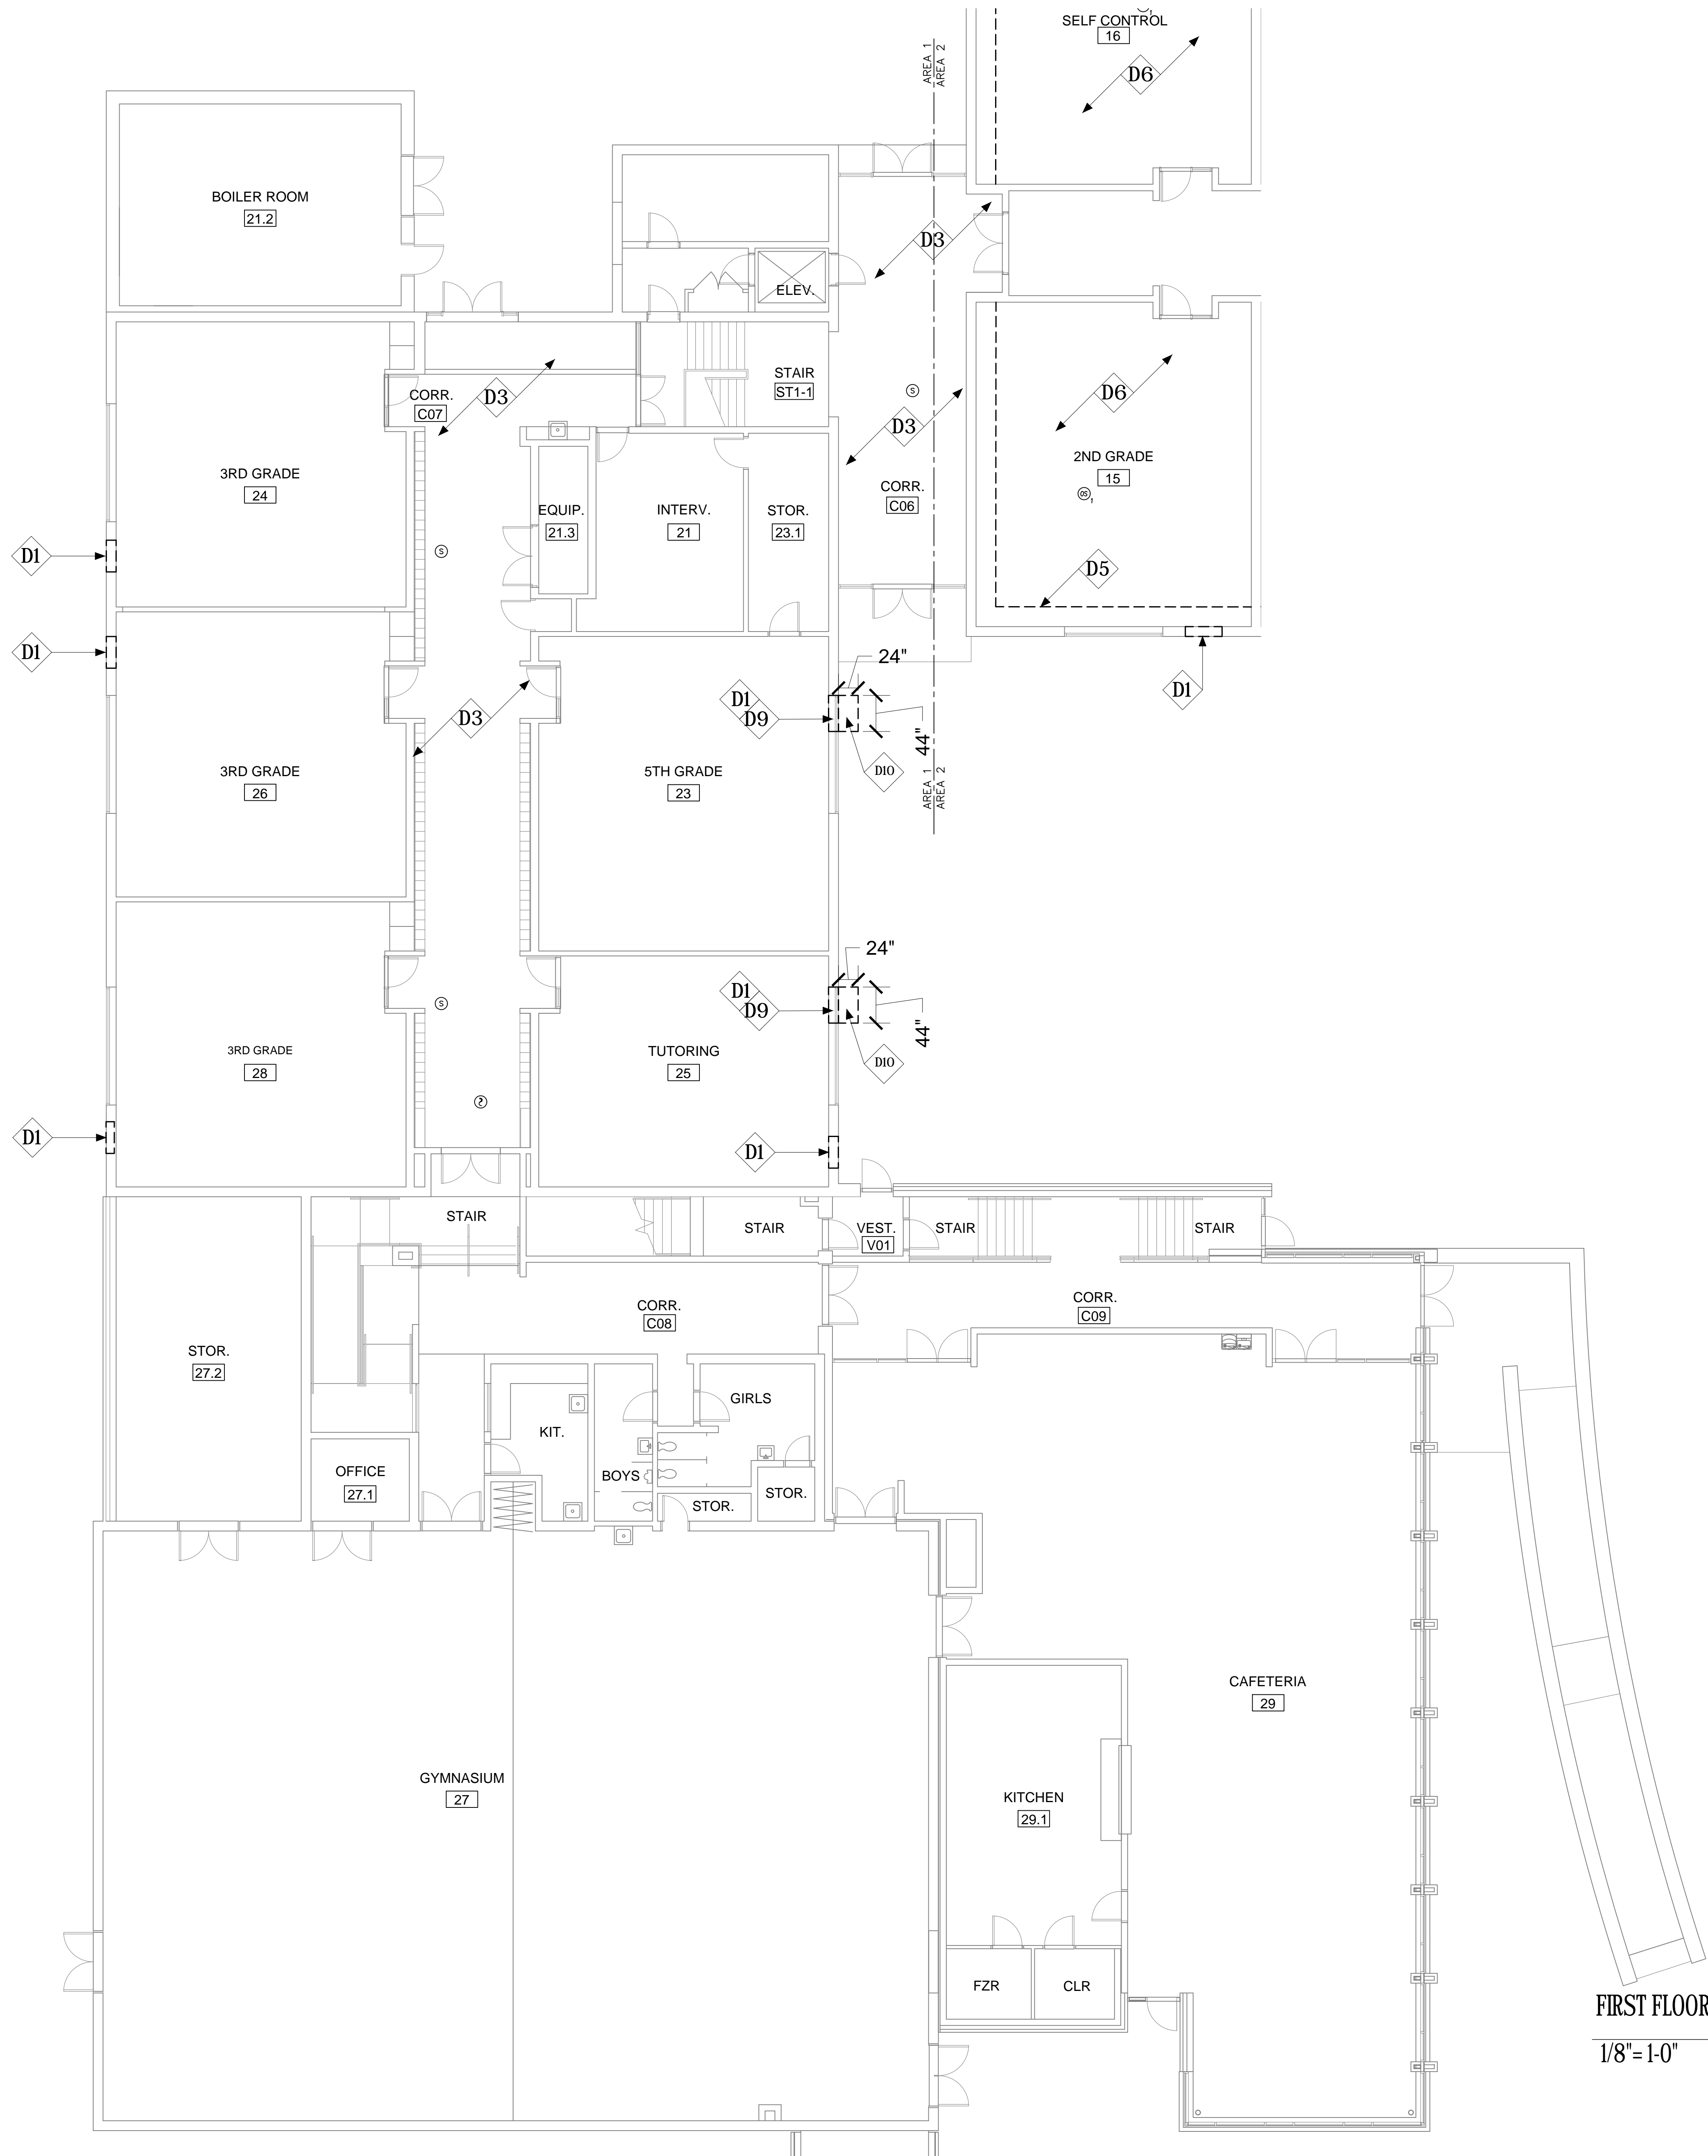 SELF CONTROL
16
AREA 1
AREA 2
D6
BOILER ROOM
21.2
D3
ELEV.
STAIR
ST1-1
CORR.
C07
D3
S
D3
D6
3RD GRADE
24
2ND GRADE
15
OS,
CORR.
C06
EQUIP.
21.3
INTERV.
21
STOR.
23.1
D1
S
D5
D1
24"
D1
D1
D9
D3
44"
3RD GRADE
26
5TH GRADE
23
D10
AREA 1
AREA 2
24"
D1
D9
S
44"
3RD GRADE
28
TUTORING
25
D10
2
D1
D1
STAIR
STAIR
VEST.
V01
STAIR
STAIR
CORR.
C08
CORR.
C09
STOR.
27.2
GIRLS
KIT.
OFFICE
27.1
BOYS
STOR.
STOR.
CAFETERIA
29
GYMNASIUM
27
KITCHEN
29.1
FZR
CLR
FIRST FLOOR
1/8"=1-0"